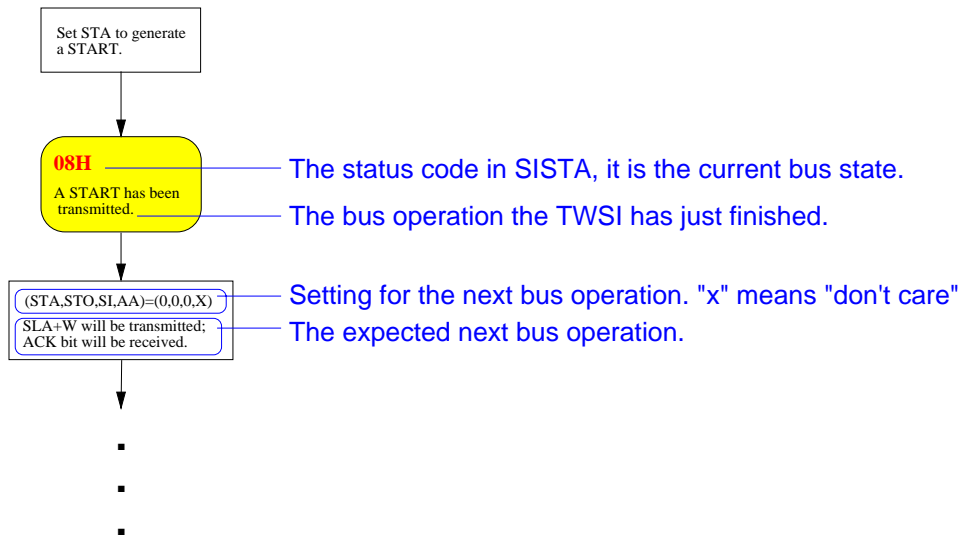 Set STA to generate
a START.
08H
A START has been
transmitted.
The status code in SISTA, it is the current bus state.
The bus operation the TWSI has just finished.
(STA,STO,SI,AA)=(0,0,0,X)
SLA+W will be transmitted;
ACK bit will be received.
Setting for the next bus operation. "x" means "don't care"
The expected next bus operation.